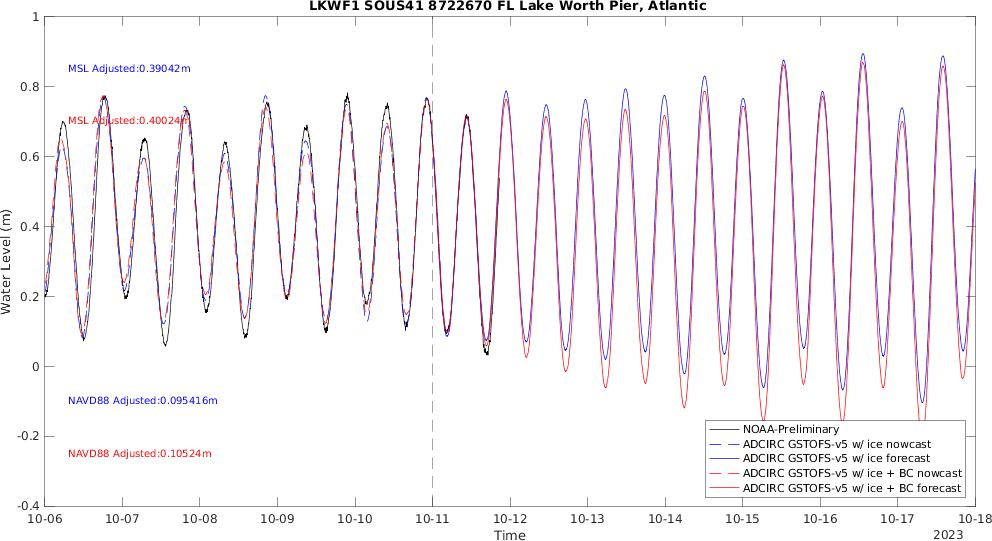 LKWF1 SOUS41 8722670 FL Lake Worth Pier, Atlantic
1
0.8
0.6
0.4
0.2
0
-0.2
-0.4
Water Level (m)
MSL Adjusted:0.39042m
MSL Adjusted:0.40024m
NAVD88 Adjusted:0.095416m
NAVD88 Adjusted:0.10524m
NOAA-Preliminary
ADCIRC GSTOFS-v5 w/ ice nowcast
ADCIRC GSTOFS-v5 w/ ice forecast
ADCIRC GSTOFS-v5 w/ ice + BC nowcast
ADCIRC GSTOFS-v5 w/ ice + BC forecast
10-06 10-07 10-08 10-09 10-10 10-11 10-12 10-13 10-14 10-15 10-16 10-17 10-18
Time
2023